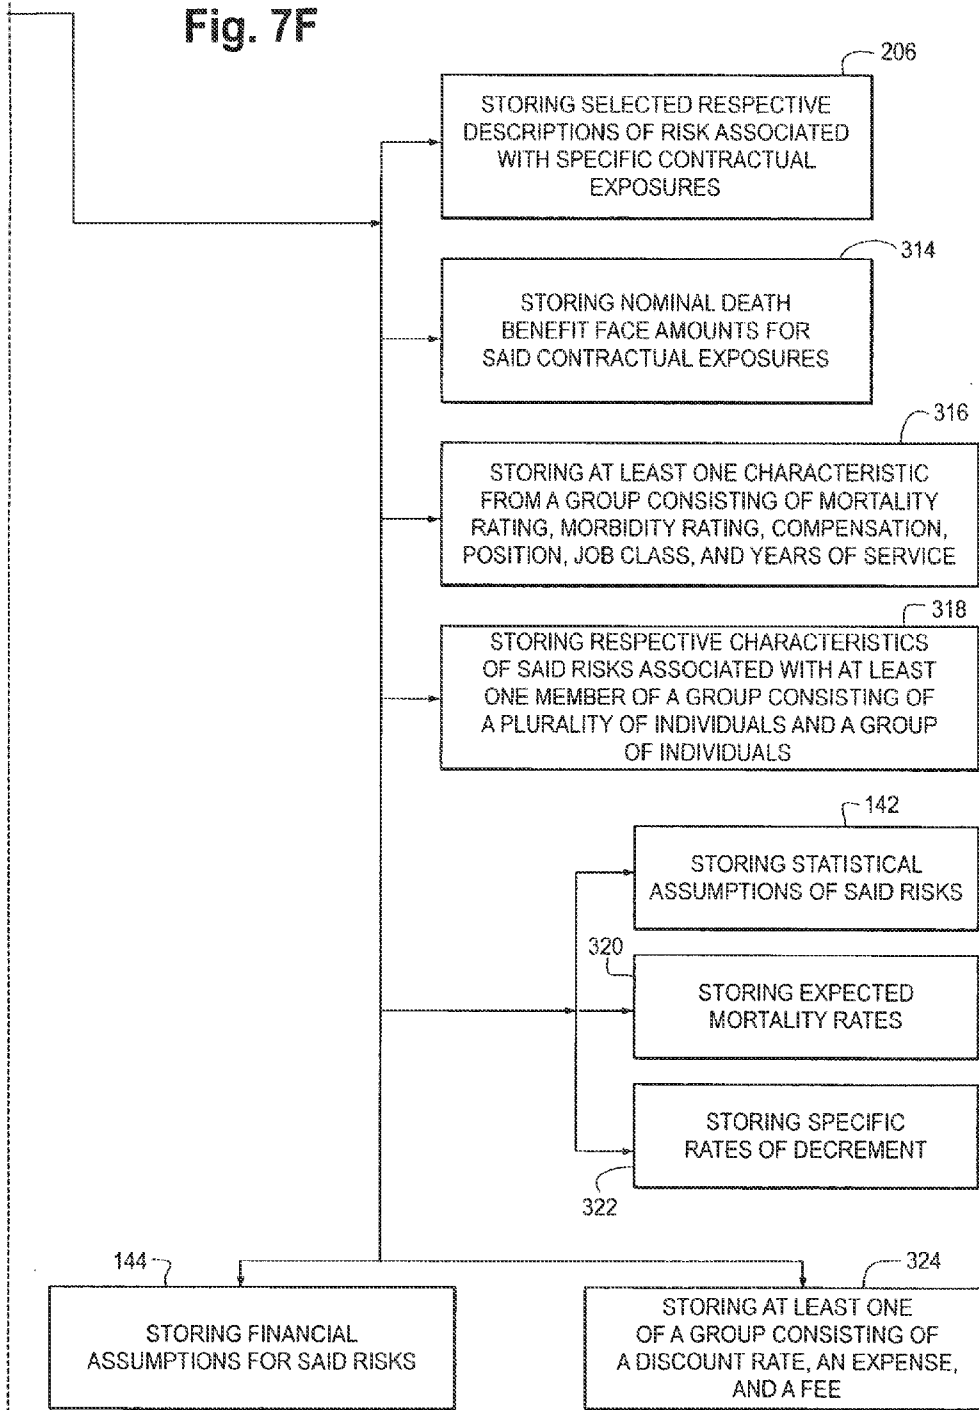 Fig. 7F
206
STORING SELECTED RESPECTIVE
DESCRIPTIONS OF RISK ASSOCIATED
WITH SPECIFIC CONTRACTUAL
EXPOSURES
314
STORING NOMINAL DEATH
BENEFIT FACE AMOUNTS FOR
SAID CONTRACTUAL EXPOSURES
316
STORING AT LEAST ONE CHARACTERISTIC
FROM A GROUP CONSISTING OF MORTALITY
RATING, MORBIDITY RATING, COMPENSATION,
POSITION, JOB CLASS, AND YEARS OF SERVICE
318
STORING RESPECTIVE CHARACTERISTICS
OF SAID RISKS ASSOCIATED WITH AT LEAST
ONE MEMBER OF A GROUP CONSISTING OF
A PLURALITY OF INDIVIDUALS AND A GROUP
OF INDIVIDUALS
142
STORING STATISTICAL
ASSUMPTIONS OF SAID RISKS
320
STORING EXPECTED
MORTALITY RATES
STORING SPECIFIC
RATES OF DECREMENT
322
144
STORING FINANCIAL
ASSUMPTIONS FOR SAID RISKS
324
STORING AT LEAST ONE
OF A GROUP CONSISTING OF
A DISCOUNT RATE, AN EXPENSE,
AND A FEE